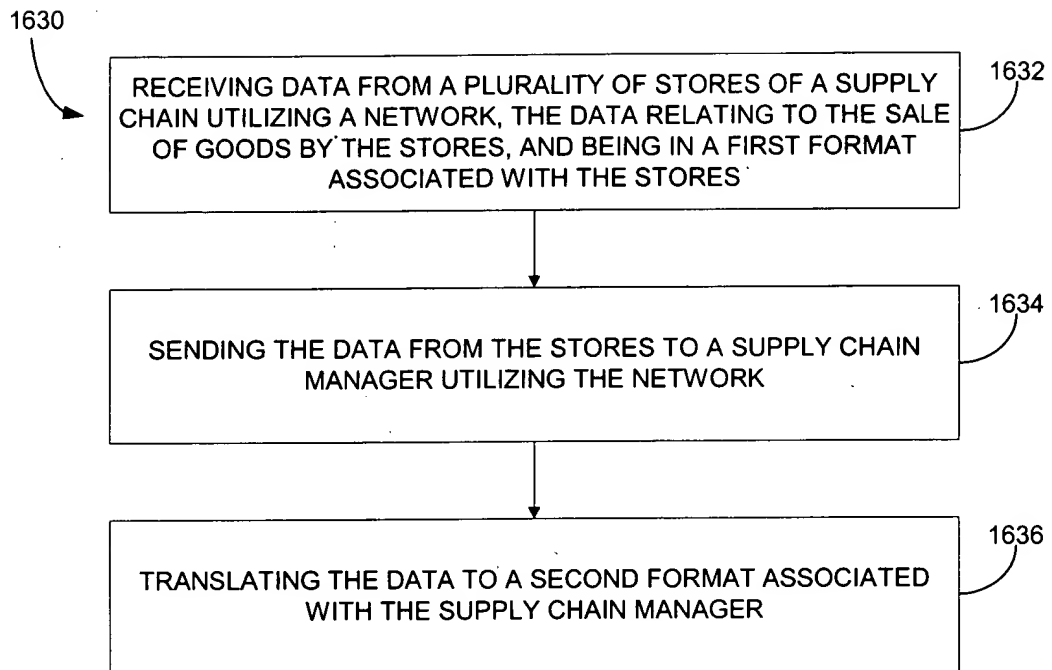 1630
RECEIVING DATA FROM A PLURALITY OF STORES OF A SUPPLY
CHAIN UTILIZING A NETWORK, THE DATA RELATING TO THE SALE
OF GOODS BY THE STORES, AND BEING IN A FIRST FORMAT
ASSOCIATED WITH THE STORES
1632
SENDING THE DATA FROM THE STORES TO A SUPPLY CHAIN
MANAGER UTILIZING THE NETWORK
1634
TRANSLATING THE DATA TO A SECOND FORMAT ASSOCIATED
WITH THE SUPPLY CHAIN MANAGER
1636